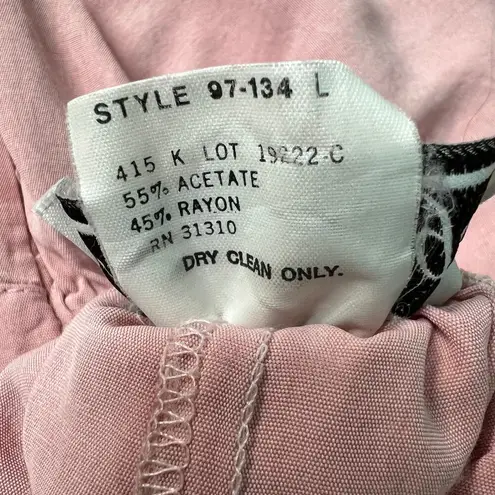 STYLE 97-134 L
415 K LOT 19222-C
55% ACETATE
45% RAYON
RN 31310
DRY CLEAN ONLY.